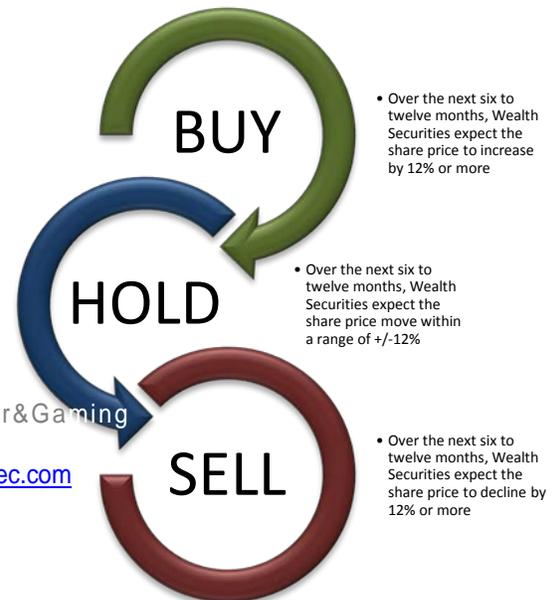 BUY
• Over the next six to
twelve months, Wealth
Securities expect the
share price to increase
by 12% or more
HOLD
• Over the next six to
twelve months, Wealth
Securities expect the
share price move within
a range of +/-12%
r&Gaming
ec.com
SELL
• Over the next six to
twelve months, Wealth
Securities expect the
share price to decline by
12% or more